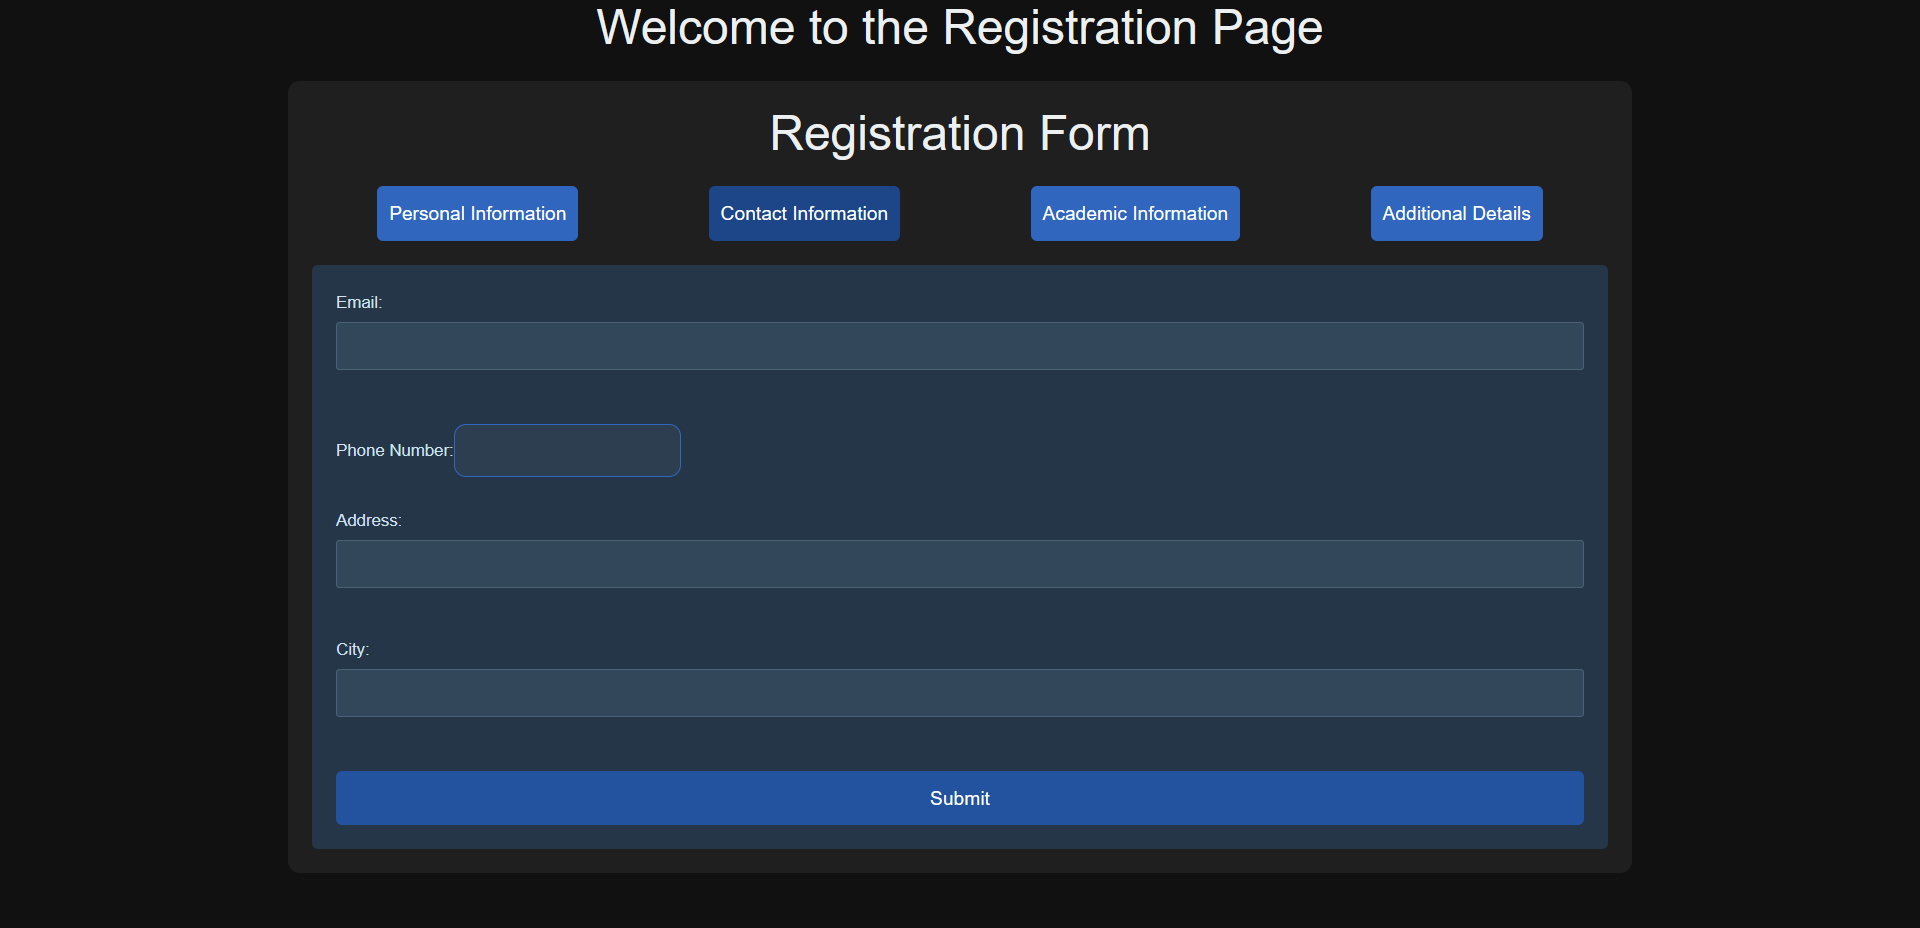 Welcome to the Registration Page
Registration Form
Personal Information
Contact Information
Academic Information
Additional Details
Email:
Phone Number:
Address:
City:
Submit